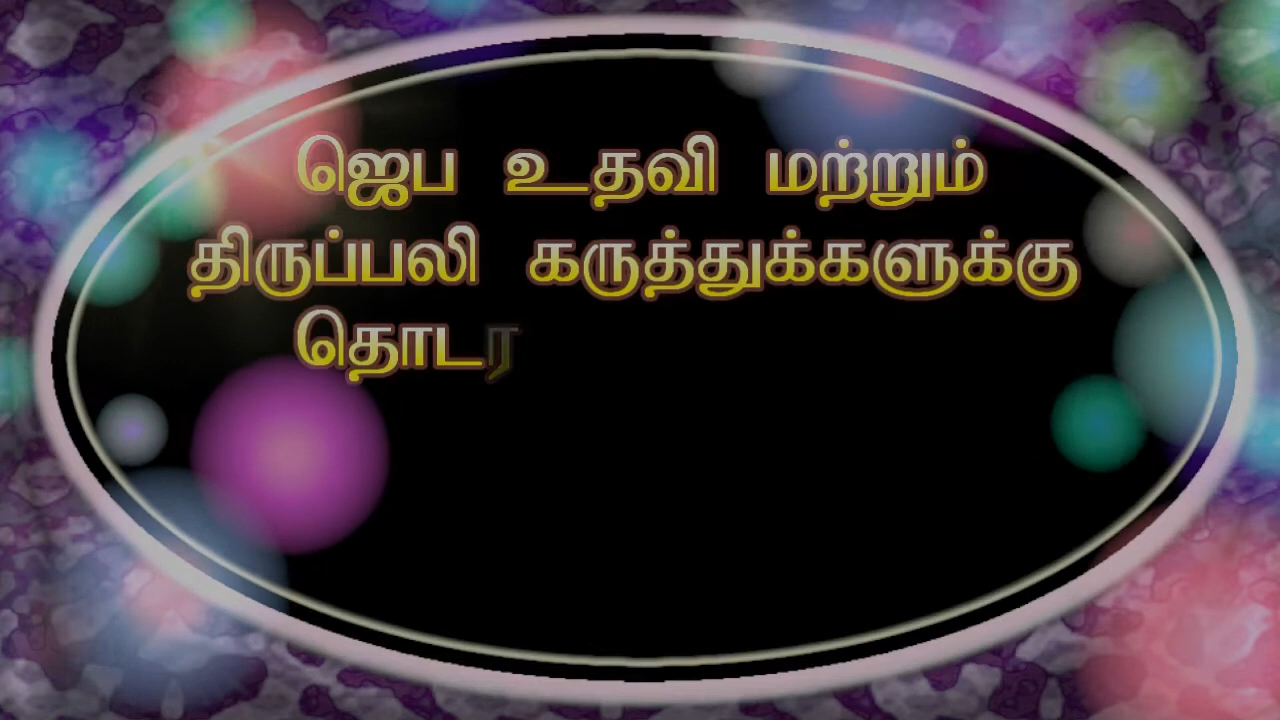 ஜெப உதவி மற்றும்
திருப்பலி கருத்துக்களுக்கு
தொடர